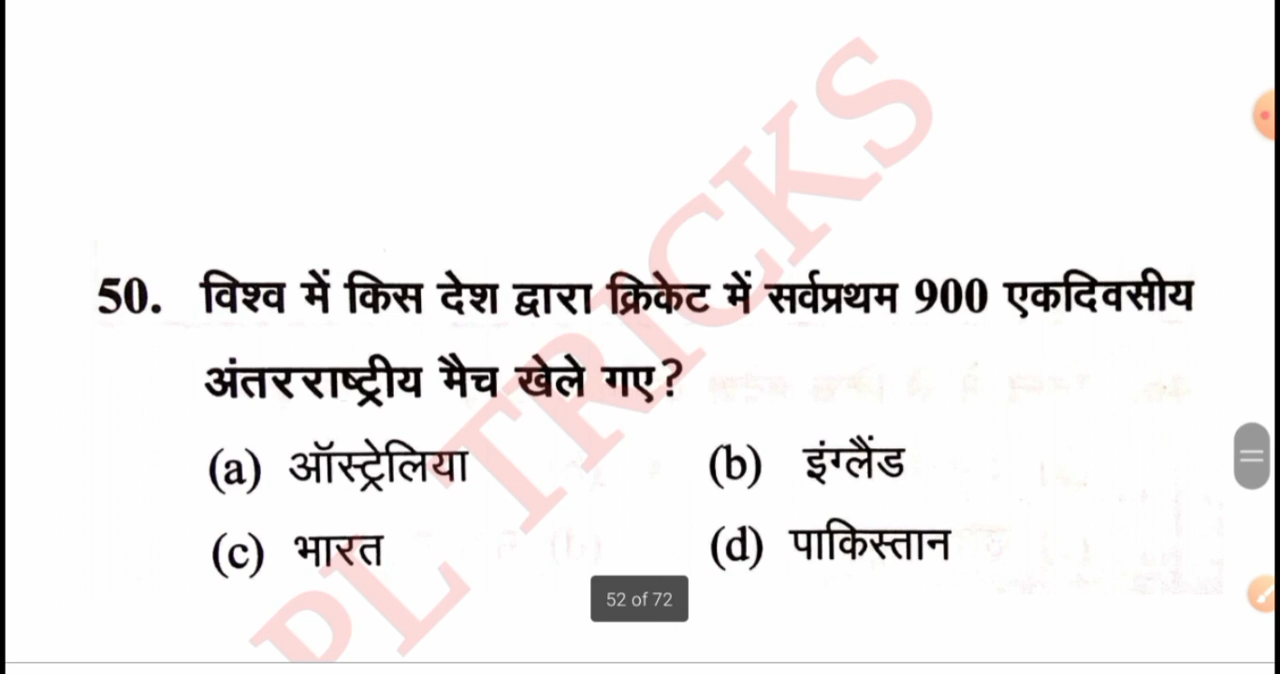 50. विश्व में किस देश द्वारा क्रिकेट में सर्वप्रथम 900 एकदिवसीय
अंतरराष्ट्रीय मैच खेले गए?
(a) ऑस्ट्रेलिया (b) इंग्लैंड
(c) भारत (d) पाकिस्तान
52 of 72
PL TRICKS